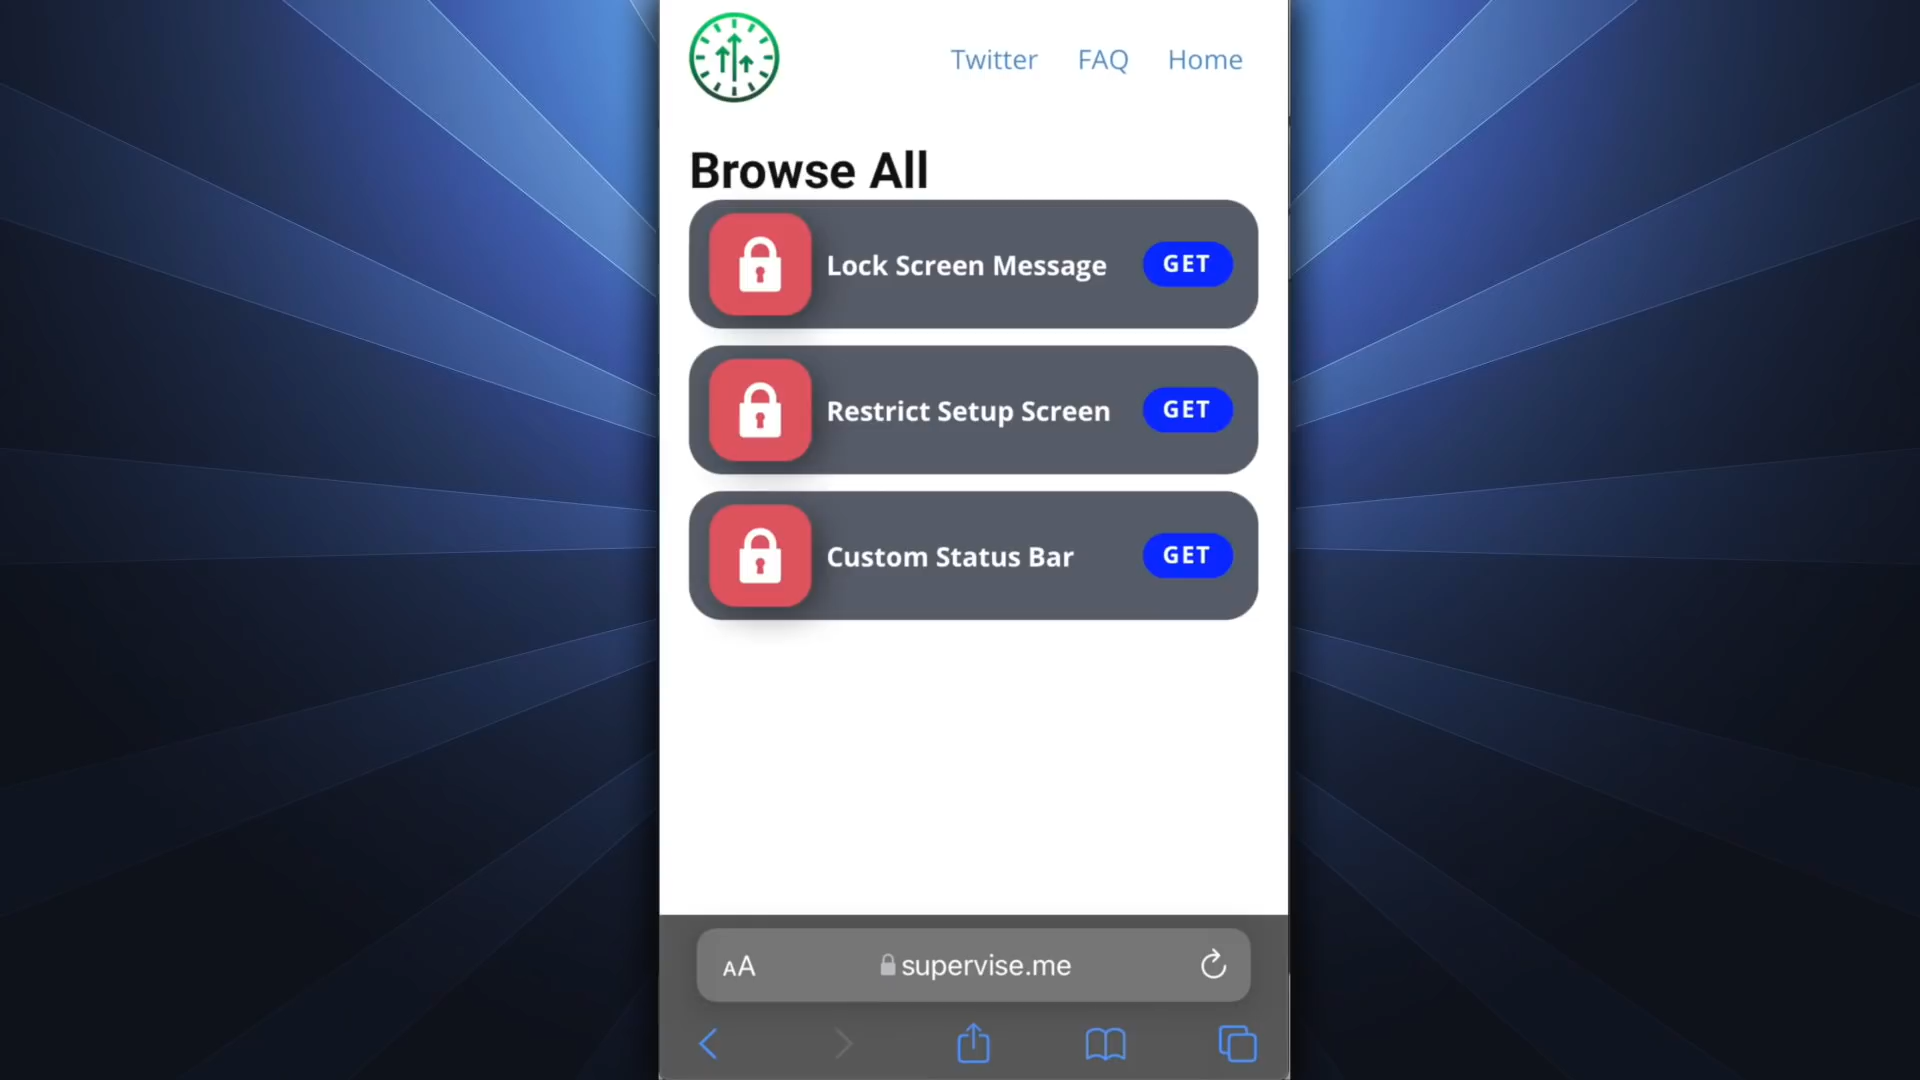 Twitter FAQ Home
Browse All
Lock Screen Message GET
Restrict Setup Screen GET
Custom Status Bar GET
AA supervise.me